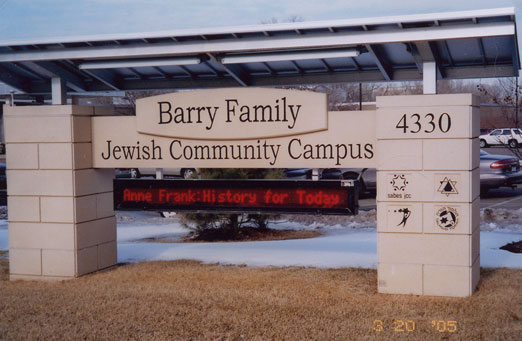 Barry Family
Jewish Community Campus
4330
Anne Frank:History for Today
sabes jcc
3 20 '05